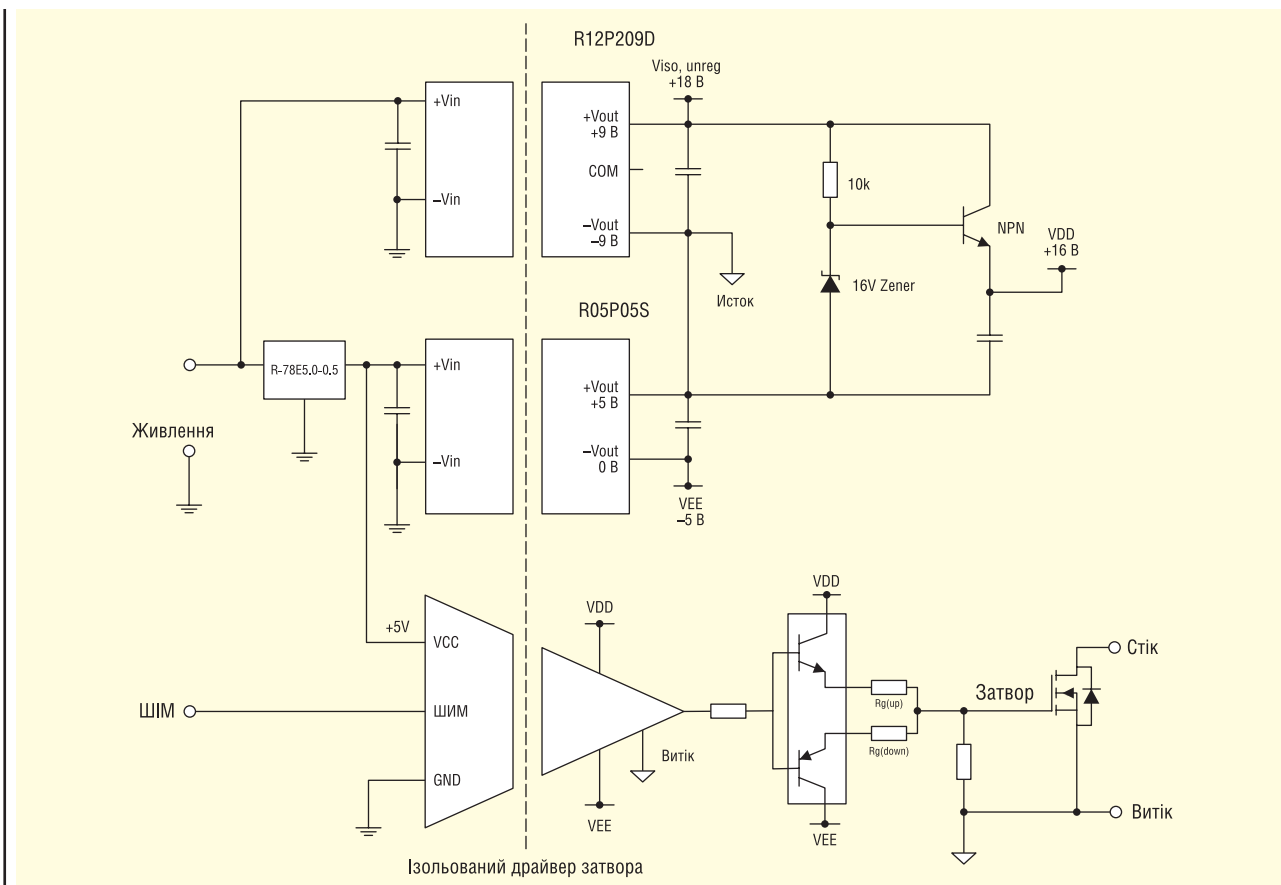 R12P209D
Viso, unreg
+18 В
+Vin
–Vin
+Vout
+9 В
COM
–Vout
–9 В
10k
NPN
VDD
+16 В
Исток
16V Zener
R05P05S
R-78E5.0-0.5
+Vin
–Vin
+Vout
+5 В
–Vout
0 В
VEE
–5 В
Живлення
+5V
VCC
ШІМ
ШИМ
GND
VDD
Витік
VEE
VDD
Rg(up)
Rg(down)
VEE
Затвор
Стік
Витік
Ізольований драйвер затвора